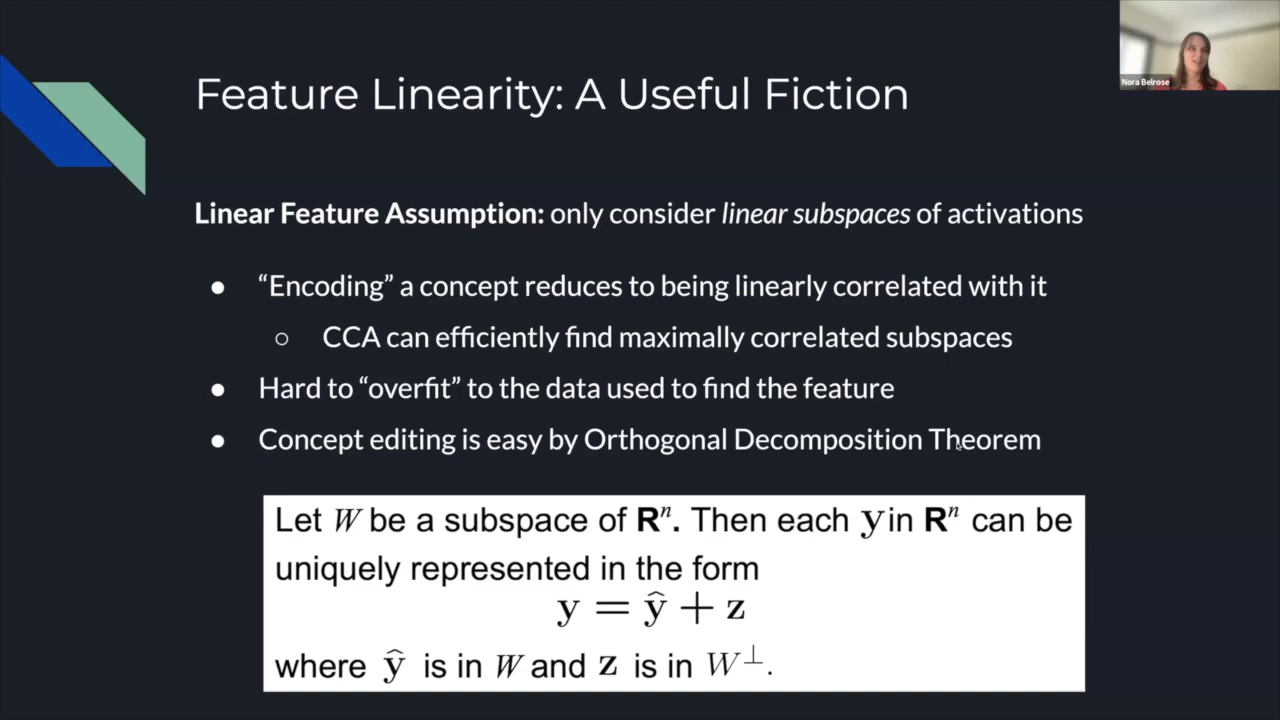 Feature Linearity: A Useful Fiction
Nora Belrose
Linear Feature Assumption: only consider linear subspaces of activations
● “Encoding” a concept reduces to being linearly correlated with it
○ CCA can efficiently find maximally correlated subspaces
● Hard to “overfit” to the data used to find the feature
● Concept editing is easy by Orthogonal Decomposition Theorem
Let W be a subspace of Rⁿ. Then each y in Rⁿ can be
uniquely represented in the form
y = ŷ + z
where ŷ is in W and z is in W⊥.